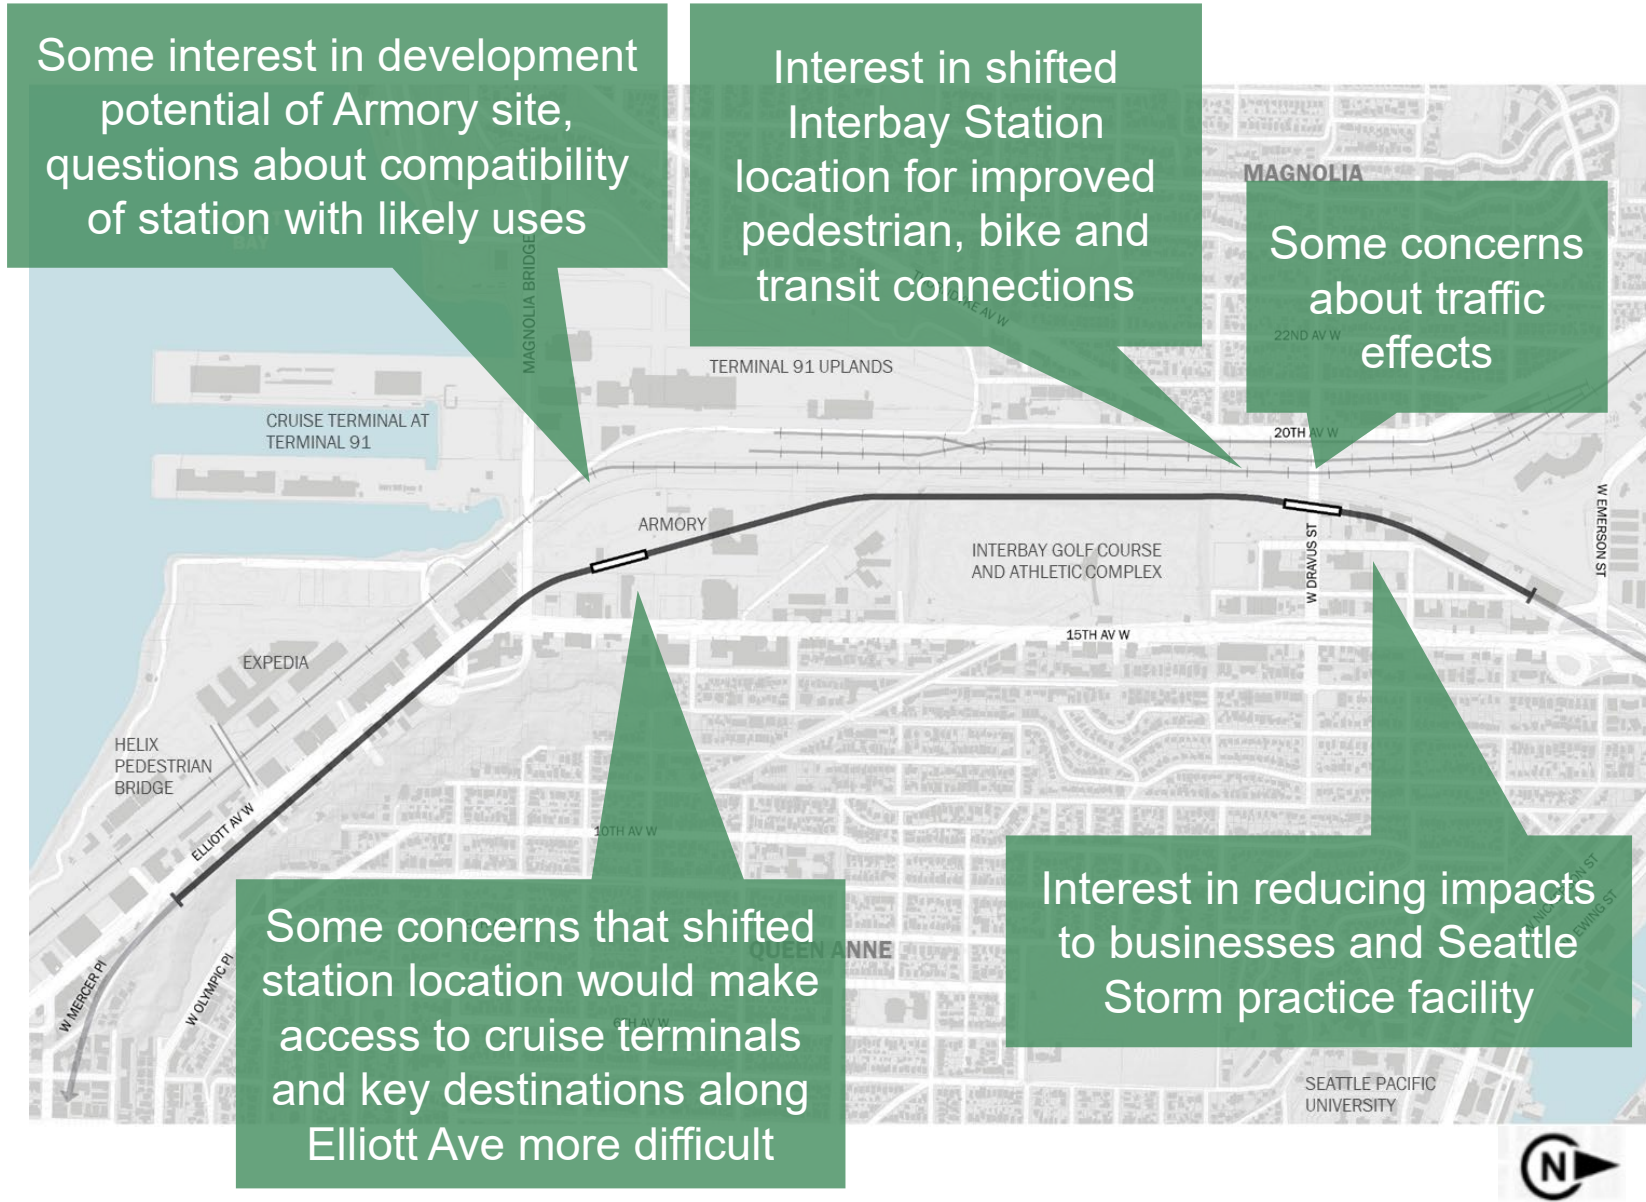 Some interest in development
potential of Armory site,
questions about compatibility
of station with likely uses
Interest in shifted
Interbay Station
location for improved
pedestrian, bike and
transit connections
MAGNOLIA
Some concerns
about traffic
effects
BAY
MAGNOLIA BRIDGE
22ND AV W
TERMINAL 91 UPLANDS
CRUISE TERMINAL AT
TERMINAL 91
20TH AV W
W EMERSON ST
ARMORY
INTERBAY GOLF COURSE
AND ATHLETIC COMPLEX
W DRAVUS ST
15TH AV W
EXPEDIA
HELIX
PEDESTRIAN
BRIDGE
ELLIOTT AV W
10TH AV W
Some concerns that shifted
station location would make
access to cruise terminals
and key destinations along
Elliott Ave more difficult
QUEEN ANNE
6TH AV W
Interest in reducing impacts
to businesses and Seattle
Storm practice facility
EWING ST
W MERCER PL
W OLYMPIC PL
SEATTLE PACIFIC
UNIVERSITY
N